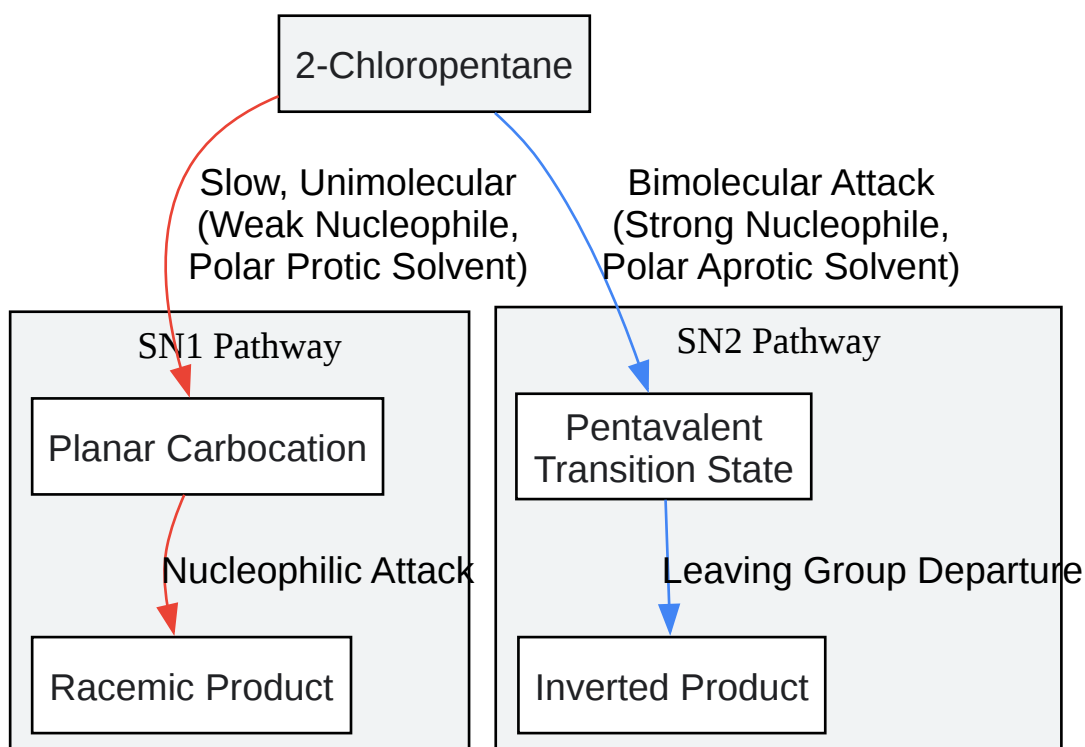 2-Chloropentane
Slow, Unimolecular
(Weak Nucleophile,
Polar Protic Solvent)
Bimolecular Attack
(Strong Nucleophile,
Polar Aprotic Solvent)
SN1 Pathway
Planar Carbocation
Nucleophilic Attack
Racemic Product
SN2 Pathway
Pentavalent
Transition State
Leaving Group Departure
Inverted Product